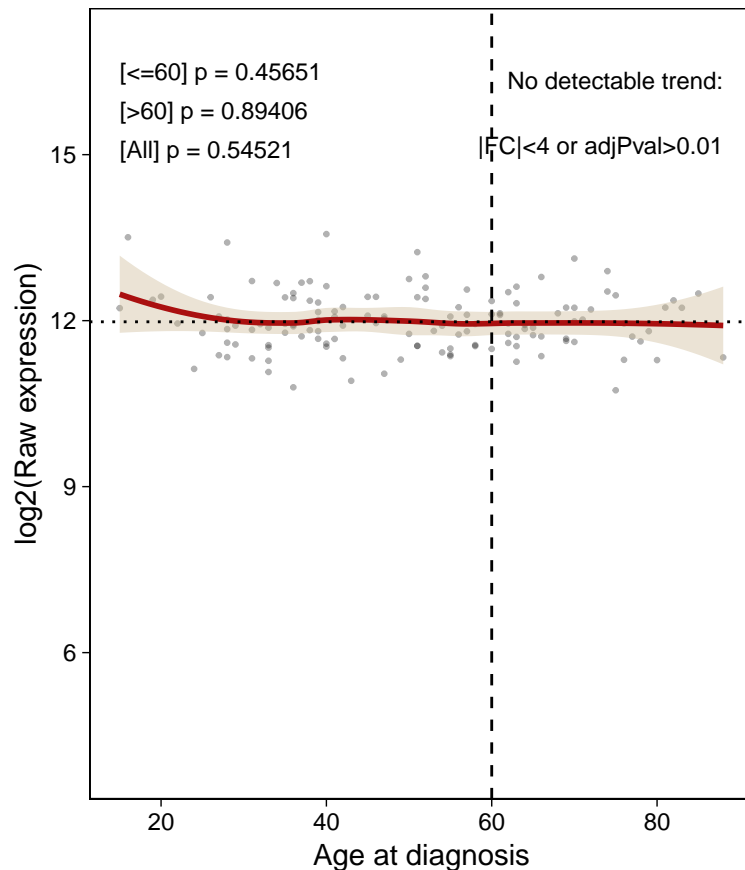 [<=60] p = 0.45651
[>60] p = 0.89406
[All] p = 0.54521
No detectable trend:
|FC|<4 or adjPval>0.01
log2(Raw expression)
15
12
9
6
20
40
60
80
Age at diagnosis